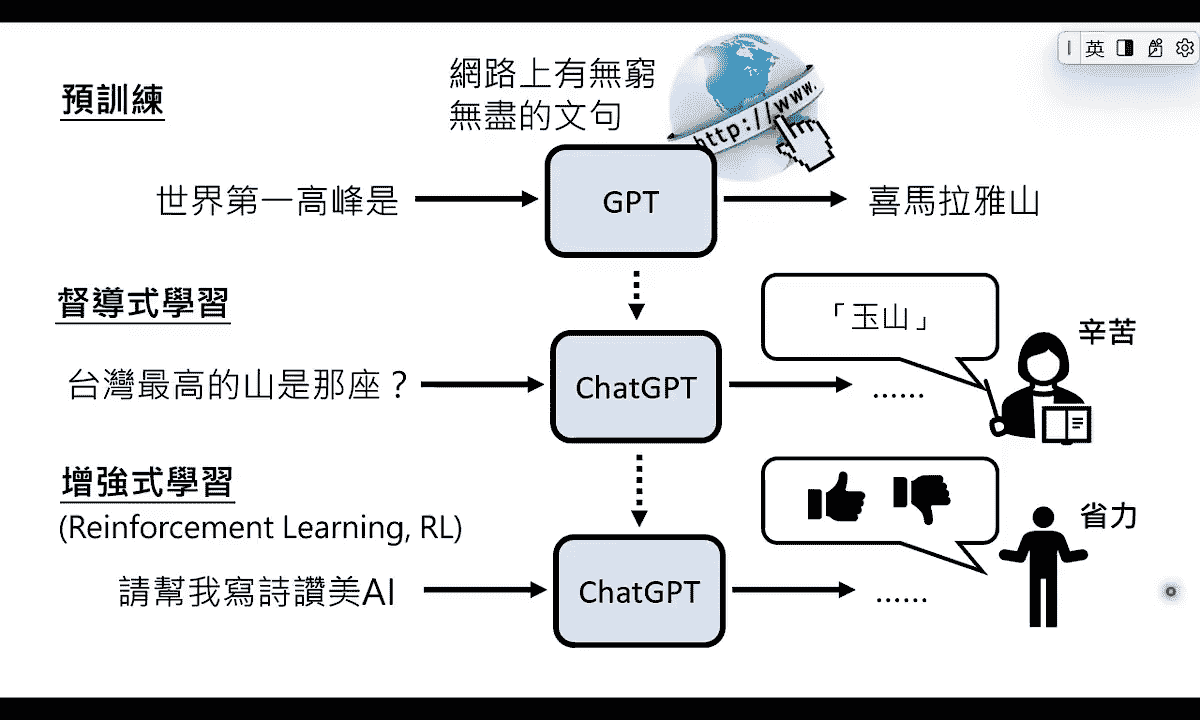 英
網路上有無窮
無盡的文句
http://www.
預訓練
世界第一高峰是
GPT
喜馬拉雅山
督導式學習
「玉山」
辛苦
台灣最高的山是那座？
ChatGPT
......
增強式學習
(Reinforcement Learning, RL)
省力
請幫我寫詩讚美AI
ChatGPT
......